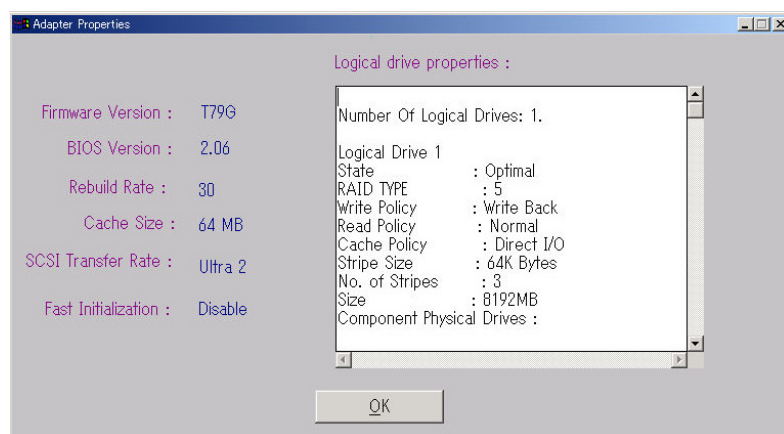 Adapter Properties
Logical drive properties :
Firmware Version : T79G
BIOS Version : 2.06
Rebuild Rate : 30
Cache Size : 64 MB
SCSI Transfer Rate : Ultra 2
Fast Initialization : Disable
Number Of Logical Drives: 1.
Logical Drive 1
State : Optimal
RAID TYPE : 5
Write Policy : Write Back
Read Policy : Normal
Cache Policy : Direct I/O
Stripe Size : 64K Bytes
No. of Stripes : 3
Size : 8192MB
Component Physical Drives :
OK